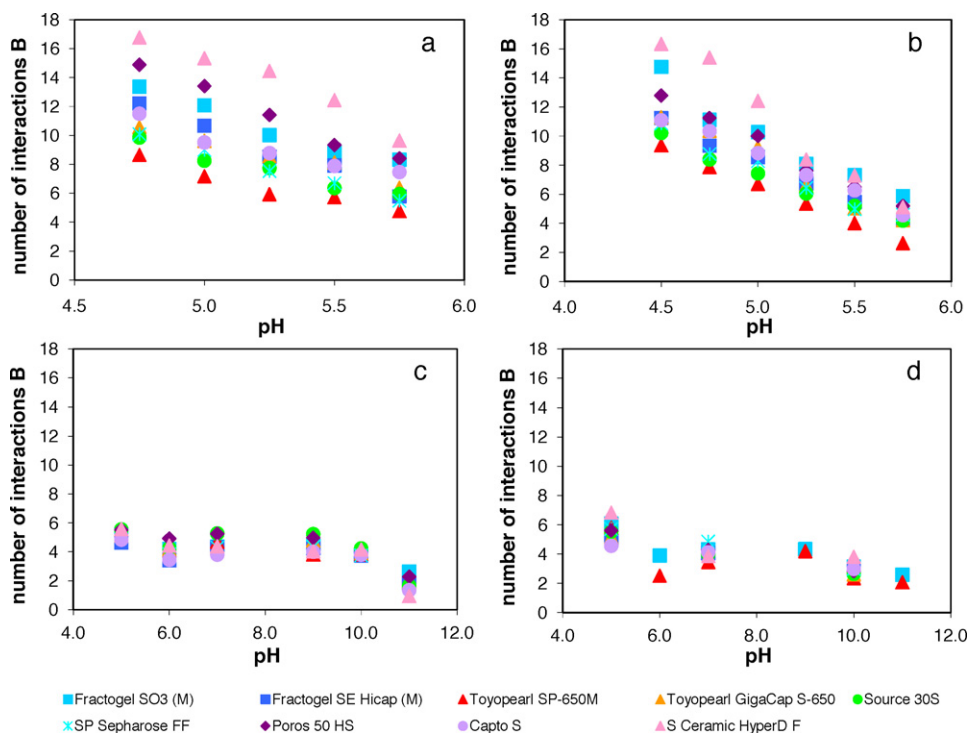 a
number of interactions B
18
16
14
12
10
8
6
4
2
0
4.5 5.0 5.5 6.0
pH
b
number of interactions B
18
16
14
12
10
8
6
4
2
0
4.0 4.5 5.0 5.5 6.0
pH
c
number of interactions B
18
16
14
12
10
8
6
4
2
0
4.0 6.0 8.0 10.0 12.0
pH
d
number of interactions B
18
16
14
12
10
8
6
4
2
0
4.0 6.0 8.0 10.0 12.0
pH
Fractogel SO3 (M) Fractogel SE Hicap (M) Toyopearl SP-650M Toyopearl GigaCap S-650 Source 30S
SP Sepharose FF Poros 50 HS Capto S S Ceramic HyperD F